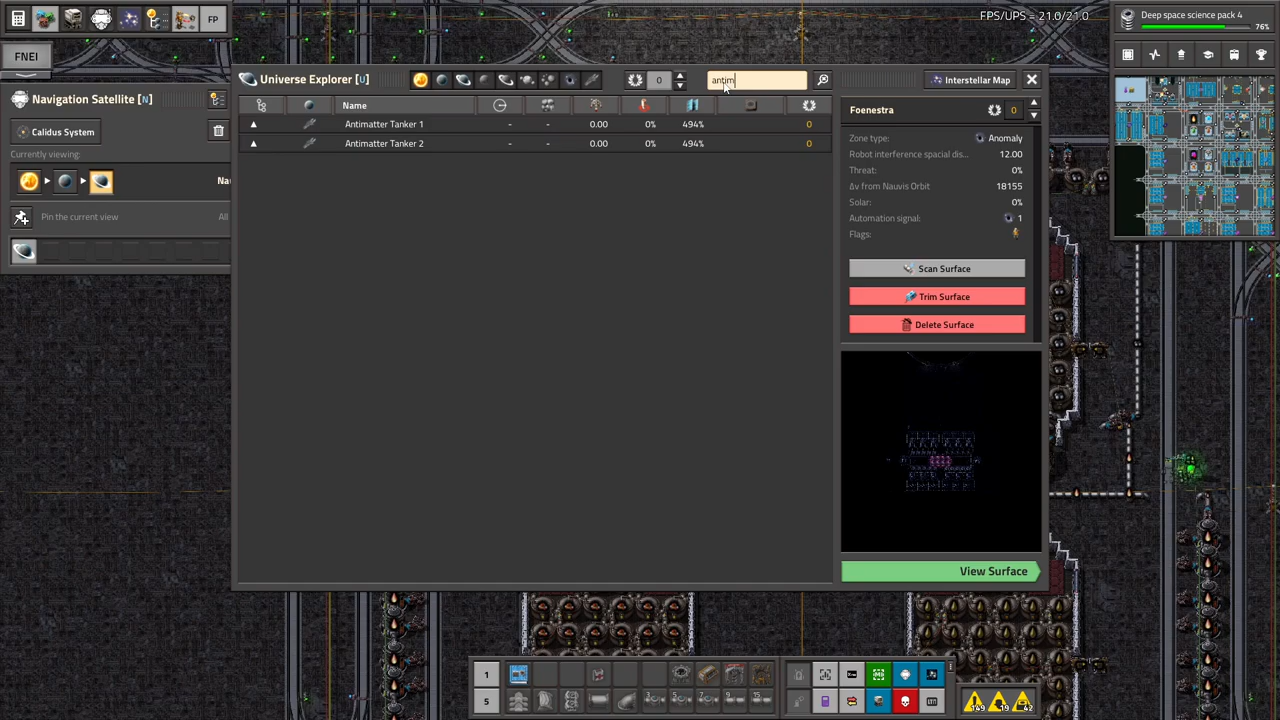 FP
FPS/UPS = 21.0/21.0
Deep space science pack 4
76%
FNEI
Navigation Satellite [N]
Calidus System
Currently viewing:
Na
Pin the current view
All
Universe Explorer [U]
0
antim
Interstellar Map
Name
Antimatter Tanker 1 - - 0.00 0% 494% 0
Antimatter Tanker 2 - - 0.00 0% 494% 0
Foenestra
0
Zone type: Anomaly
Robot interference spacial dis... 12.00
Threat: 0%
Δv from Nauvis Orbit 18155
Solar: 0%
Automation signal: 1
Flags:
Scan Surface
Trim Surface
Delete Surface
View Surface
1
5
149
19
42